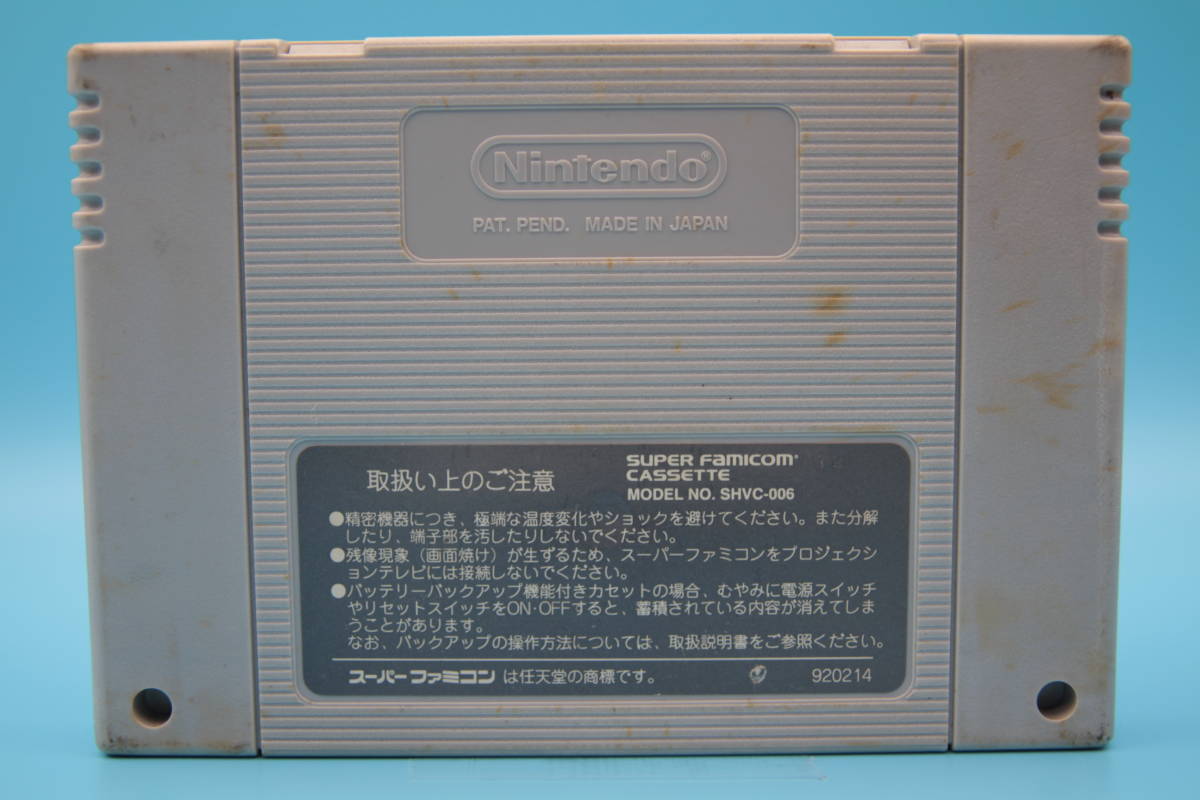 Nintendo®
PAT. PEND. MADE IN JAPAN
取扱い上のご注意
SUPER FAMICOM
CASSETTE
MODEL NO. SHVC-006
●精密機器につき、極端な温度変化やショックを避けてください。また分解
したり、端子部を汚したりしないでください。
●残像現象（画面焼け）が生ずるため、スーパーファミコンをプロジェクシ
ョンテレビには接続しないでください。
●バッテリーバックアップ機能付きカセットの場合、むやみに電源スイッチ
やリセットスイッチをON･OFFすると、蓄積されている内容が消えてしま
うことがあります。
なお、バックアップの操作方法については、取扱説明書をご参照ください。
スーパーファミコンは任天堂の商標です。 920214